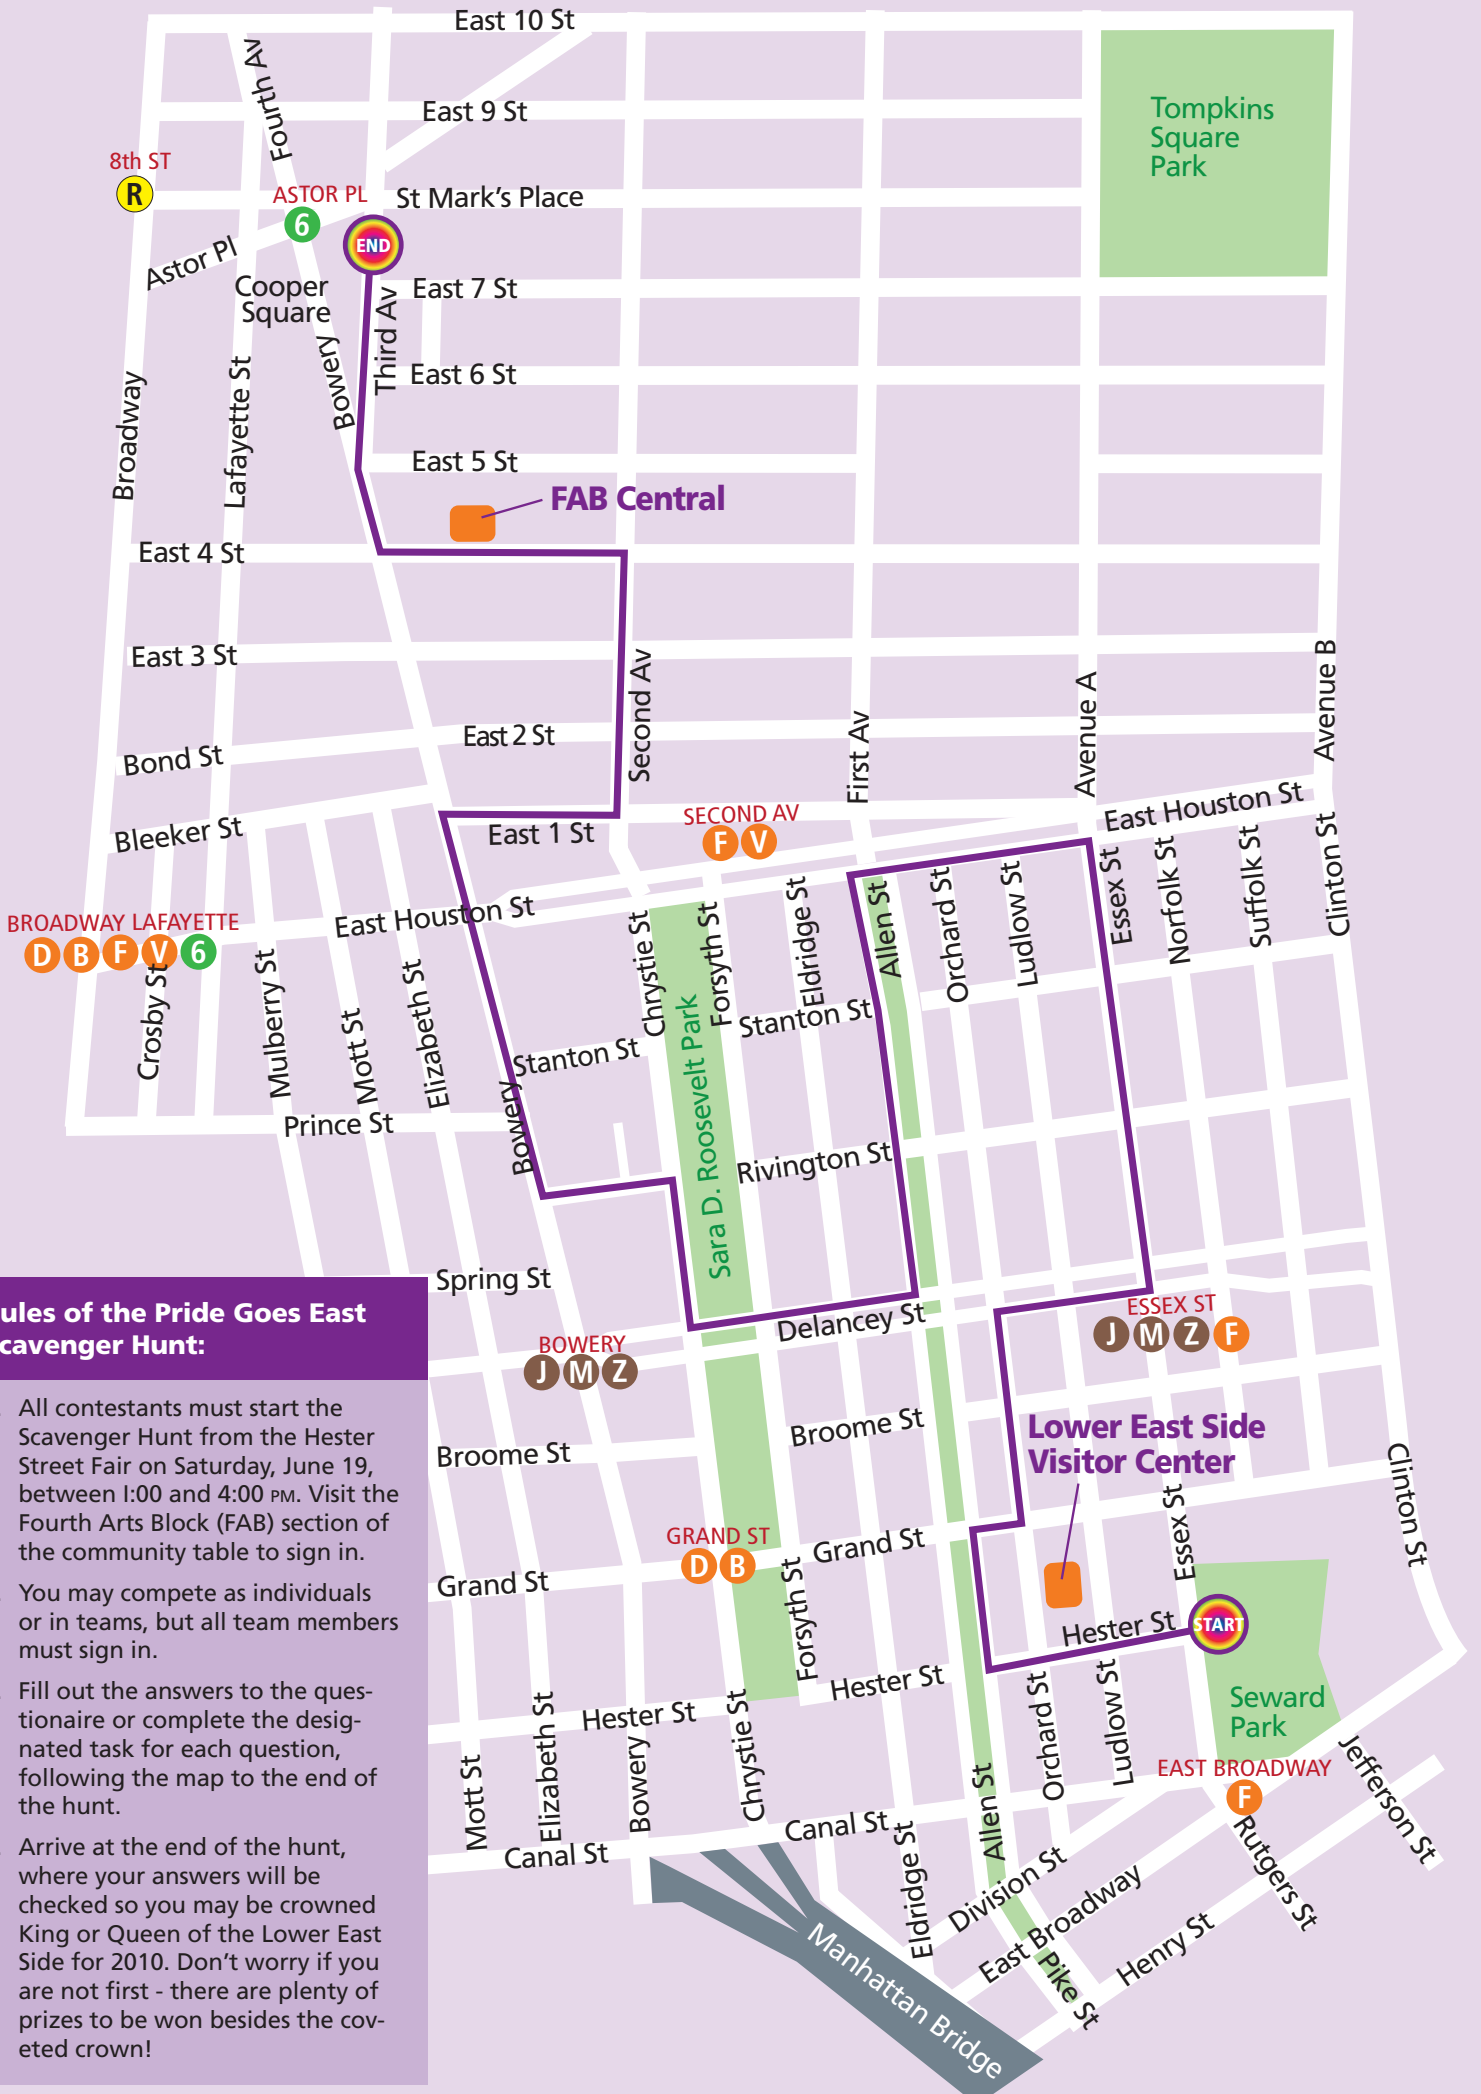 East 10 St
Fourth Av
East 9 St
Tompkins
Square
Park
8th ST
R
ASTOR PL
6
St Mark's Place
END
Astor Pl
Cooper
Square
East 7 St
Third Av
Bowery
East 6 St
Broadway
Lafayette St
East 5 St
FAB Central
East 4 St
East 3 St
Second Av
First Av
Avenue A
Avenue B
East 2 St
Bond St
Bleeker St
East 1 St
SECOND AV
F V
East Houston St
East Houston St
BROADWAY LAFAYETTE
D B F V 6
Crosby St
Mulberry St
Mott St
Elizabeth St
Bowery
Chrystie St
Sara D. Roosevelt Park
Forsyth St
Eldridge St
Allen St
Orchard St
Ludlow St
Essex St
Norfolk St
Suffolk St
Clinton St
Stanton St
Stanton St
Prince St
Rivington St
Spring St
Delancey St
BOWERY
J M Z
ESSEX ST
J M Z F
Broome St
Broome St
Lower East Side
Visitor Center
Clinton St
Essex St
GRAND ST
D B
Grand St
Grand St
Forsyth St
Hester St
START
Hester St
Hester St
Seward
Park
Mott St
Elizabeth St
Bowery
Chrystie St
Orchard St
Ludlow St
EAST BROADWAY
F
Jefferson St
Canal St
Canal St
Eldridge St
Allen St
Division St
East Broadway
Rutgers St
Henry St
Pike St
Manhattan Bridge
ules of the Pride Goes East
cavenger Hunt:
All contestants must start the
Scavenger Hunt from the Hester
Street Fair on Saturday, June 19,
between I:00 and 4:00 PM. Visit the
Fourth Arts Block (FAB) section of
the community table to sign in.
You may compete as individuals
or in teams, but all team members
must sign in.
Fill out the answers to the ques-
tionaire or complete the desig-
nated task for each question,
following the map to the end of
the hunt.
Arrive at the end of the hunt,
where your answers will be
checked so you may be crowned
King or Queen of the Lower East
Side for 2010. Don't worry if you
are not first - there are plenty of
prizes to be won besides the cov-
eted crown!